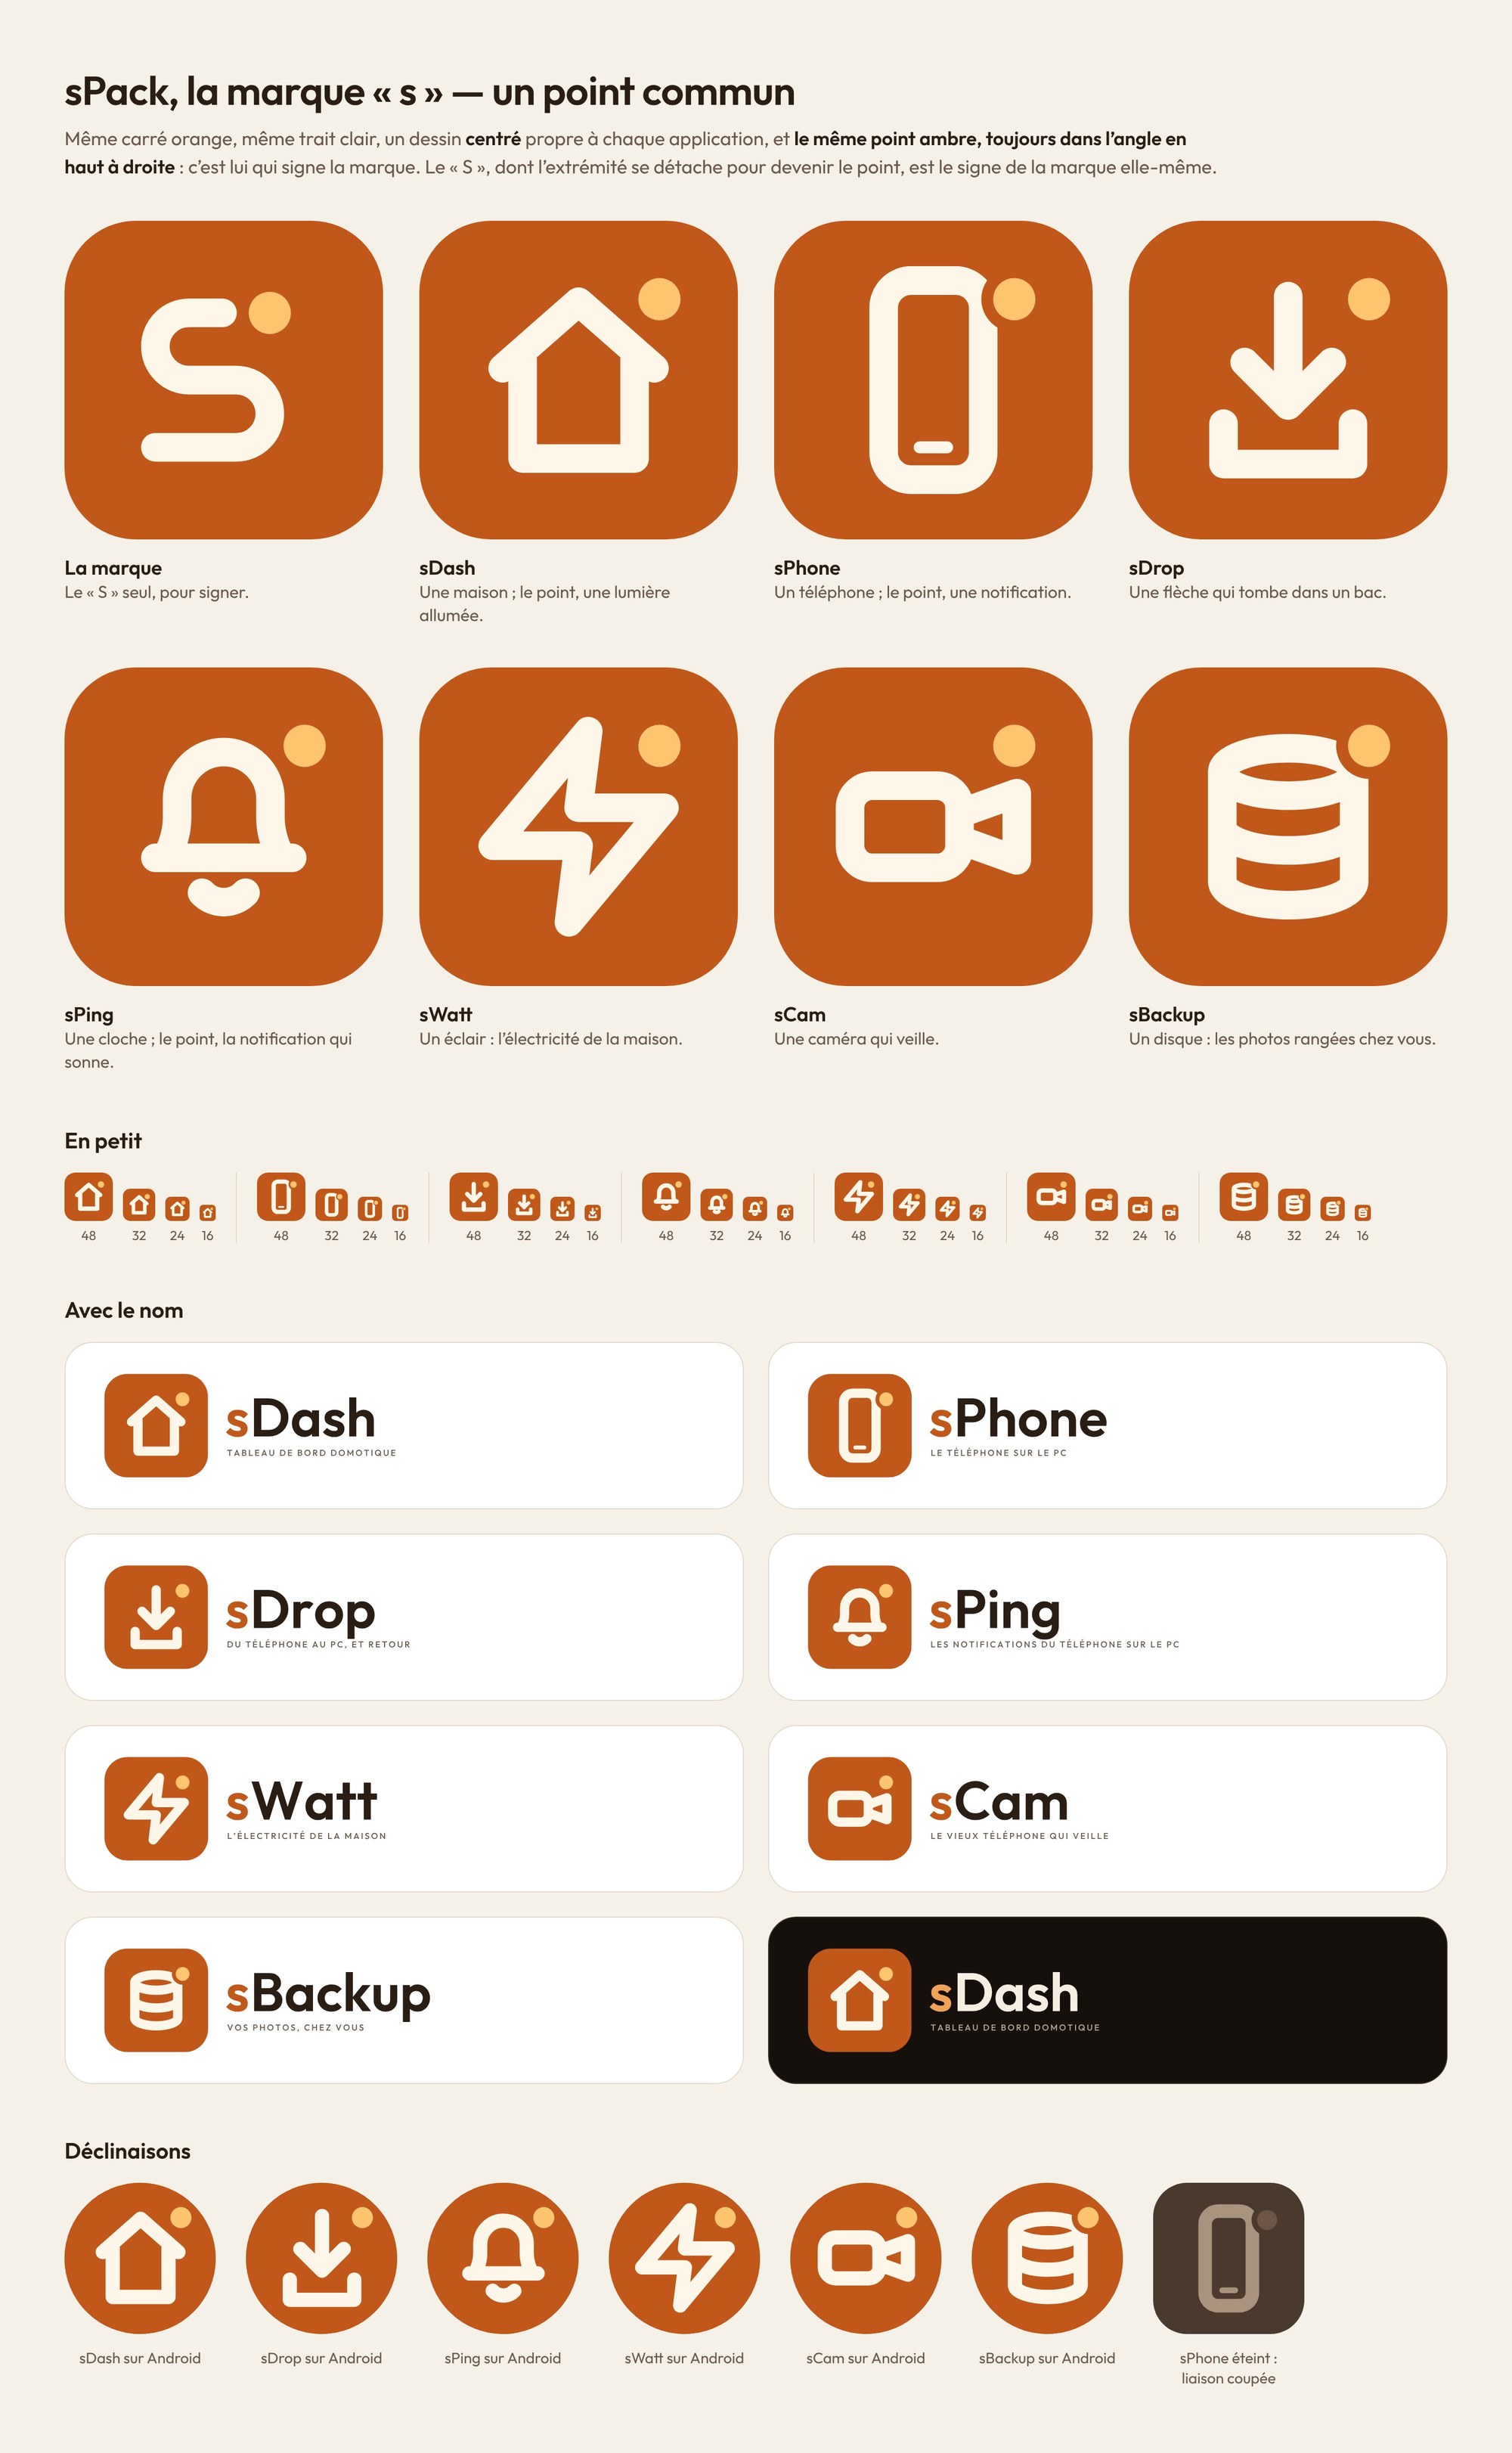 sPack, la marque « s » — un point commun
Même carré orange, même trait clair, un dessin centré propre à chaque application, et le même point ambre, toujours dans l’angle en
haut à droite : c’est lui qui signe la marque. Le « S », dont l’extrémité se détache pour devenir le point, est le signe de la marque elle-même.
La marque
Le « S » seul, pour signer.
sDash
Une maison ; le point, une lumière
allumée.
sPhone
Un téléphone ; le point, une notification.
sDrop
Une flèche qui tombe dans un bac.
sPing
Une cloche ; le point, la notification qui
sonne.
sWatt
Un éclair : l’électricité de la maison.
sCam
Une caméra qui veille.
sBackup
Un disque : les photos rangées chez vous.
En petit
48 32 24 16 48 32 24 16 48 32 24 16 48 32 24 16 48 32 24 16 48 32 24 16 48 32 24 16
Avec le nom
sDash
TABLEAU DE BORD DOMOTIQUE
sPhone
LE TÉLÉPHONE SUR LE PC
sDrop
DU TÉLÉPHONE AU PC, ET RETOUR
sPing
LES NOTIFICATIONS DU TÉLÉPHONE SUR LE PC
sWatt
L’ÉLECTRICITÉ DE LA MAISON
sCam
LE VIEUX TÉLÉPHONE QUI VEILLE
sBackup
VOS PHOTOS, CHEZ VOUS
sDash
TABLEAU DE BORD DOMOTIQUE
Déclinaisons
sDash sur Android
sDrop sur Android
sPing sur Android
sWatt sur Android
sCam sur Android
sBackup sur Android
sPhone éteint :
liaison coupée